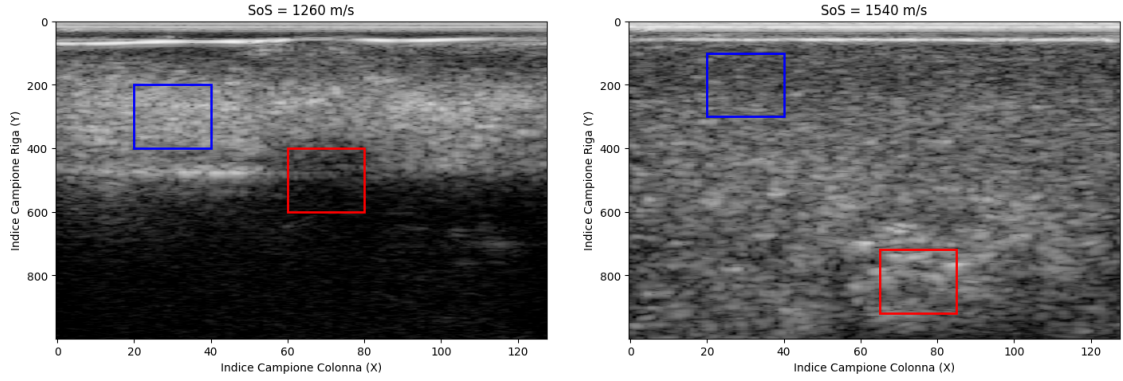 SoS = 1260 m/s
0
200
400
600
800
Indice Campione Riga (Y)
0 20 40 60 80 100 120
Indice Campione Colonna (X)
SoS = 1540 m/s
0
200
400
600
800
Indice Campione Riga (Y)
0 20 40 60 80 100 120
Indice Campione Colonna (X)